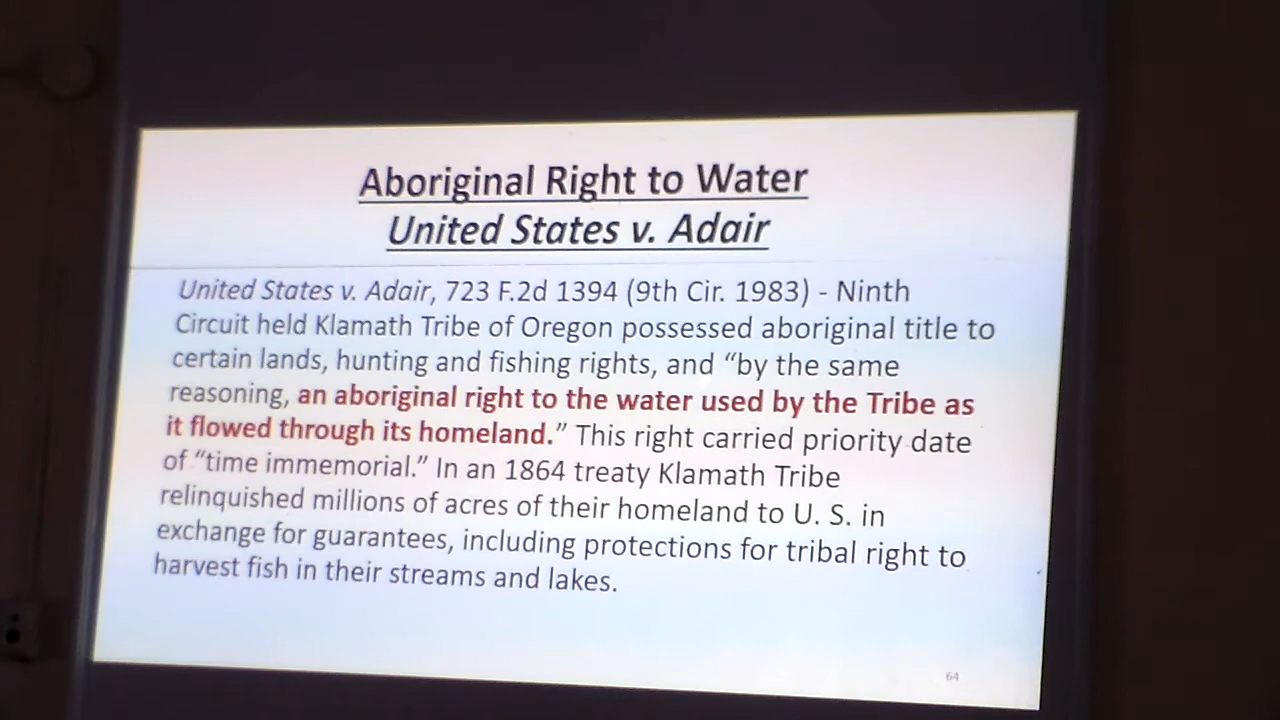 Aboriginal Right to Water
United States v. Adair
United States v. Adair, 723 F.2d 1394 (9th Cir. 1983) - Ninth
Circuit held Klamath Tribe of Oregon possessed aboriginal title to
certain lands, hunting and fishing rights, and “by the same
reasoning, an aboriginal right to the water used by the Tribe as
it flowed through its homeland.” This right carried priority date
of “time immemorial.” In an 1864 treaty Klamath Tribe
relinquished millions of acres of their homeland to U. S. in
exchange for guarantees, including protections for tribal right to
harvest fish in their streams and lakes.
64